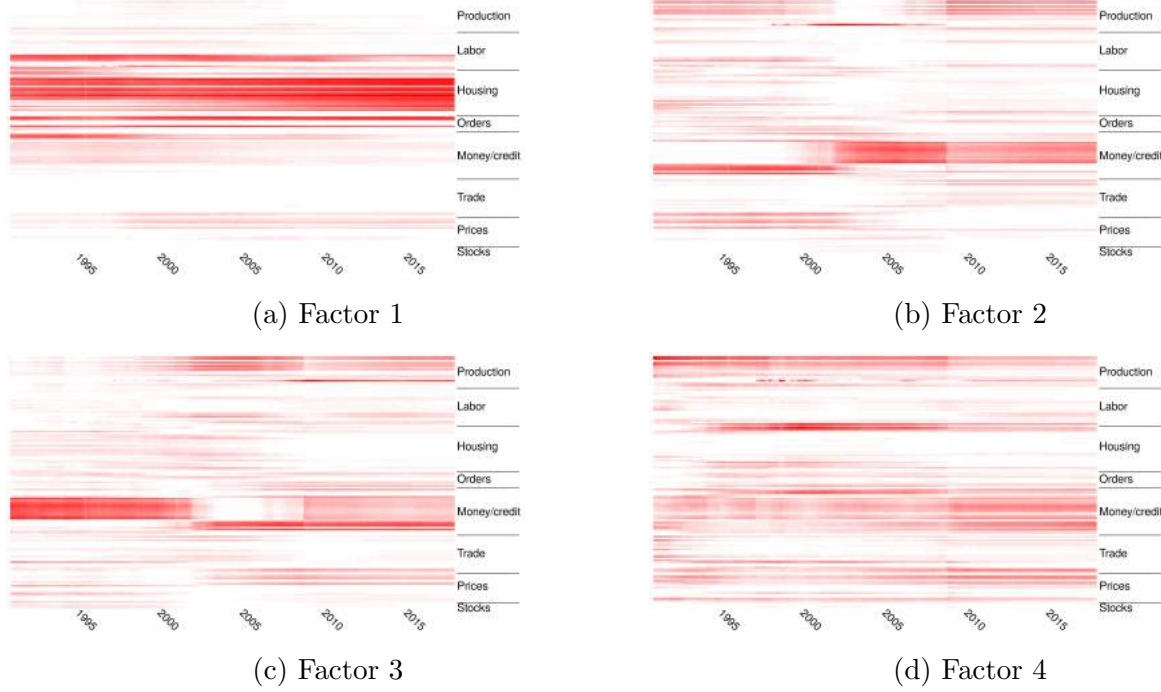 Production
Labor
Housing
Orders
Money/credit
Trade
Prices
Stocks
1995
2000
2005
2010
2015
(a) Factor 1
Production
Labor
Housing
Orders
Money/credit
Trade
Prices
Stocks
1995
2000
2005
2010
2015
(b) Factor 2
Production
Labor
Housing
Orders
Money/credit
Trade
Prices
Stocks
1995
2000
2005
2010
2015
(c) Factor 3
Production
Labor
Housing
Orders
Money/credit
Trade
Prices
Stocks
1995
2000
2005
2010
2015
(d) Factor 4